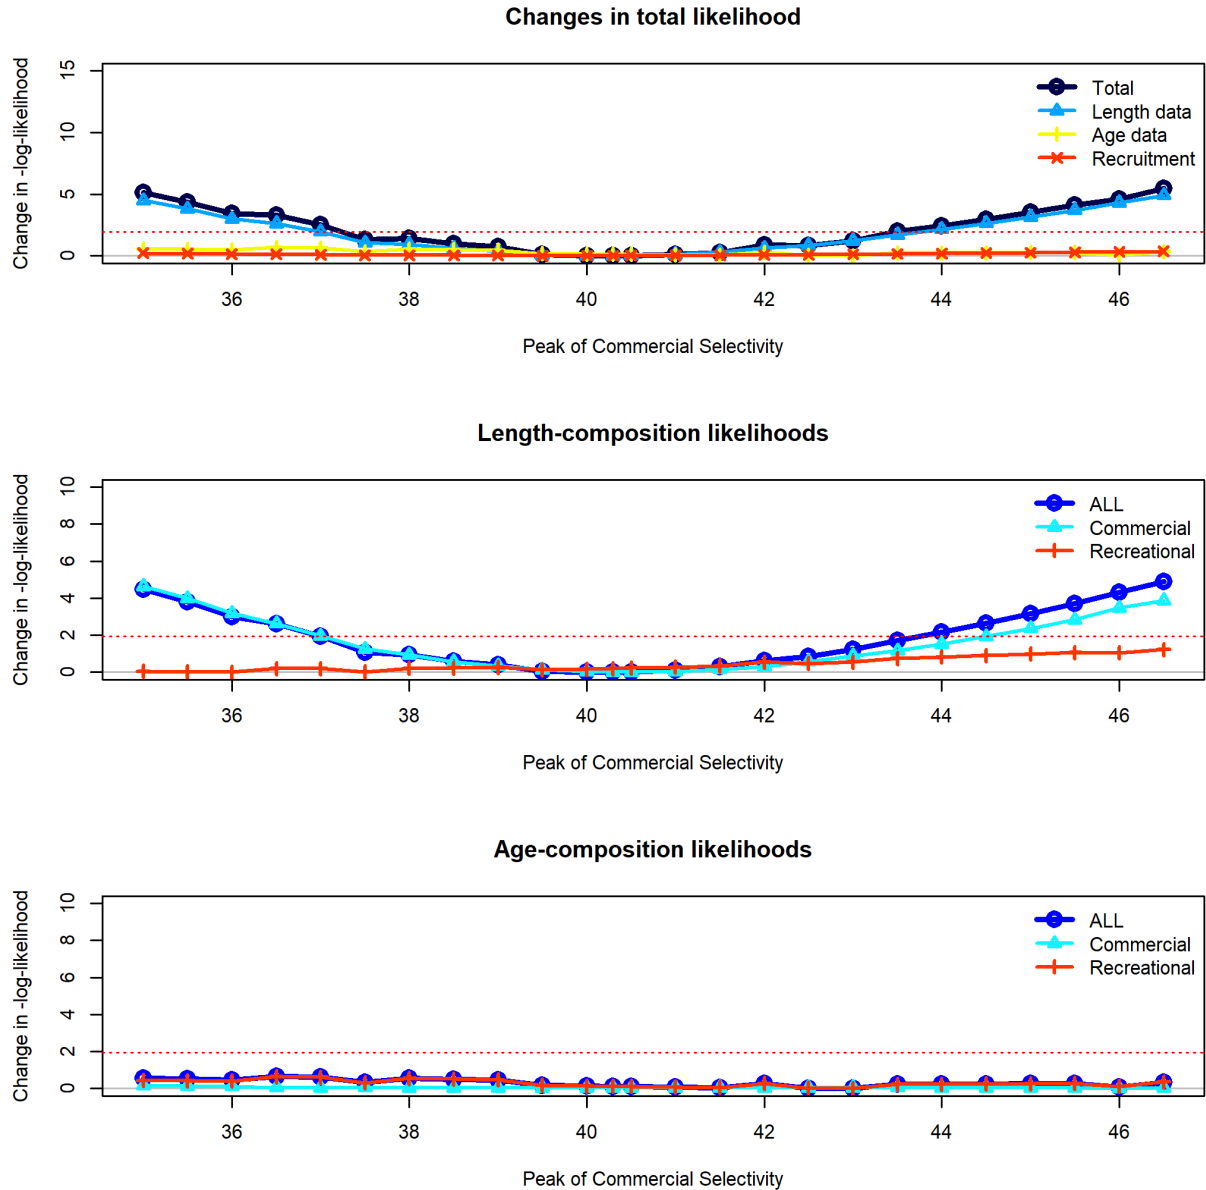 Changes in total likelihood
Change in -log-likelihood
15
10
5
0
Total
Length data
Age data
Recruitment
36 38 40 42 44 46
Peak of Commercial Selectivity
Length-composition likelihoods
Change in -log-likelihood
10
8
6
4
2
0
ALL
Commercial
Recreational
36 38 40 42 44 46
Peak of Commercial Selectivity
Age-composition likelihoods
Change in -log-likelihood
10
8
6
4
2
0
ALL
Commercial
Recreational
36 38 40 42 44 46
Peak of Commercial Selectivity